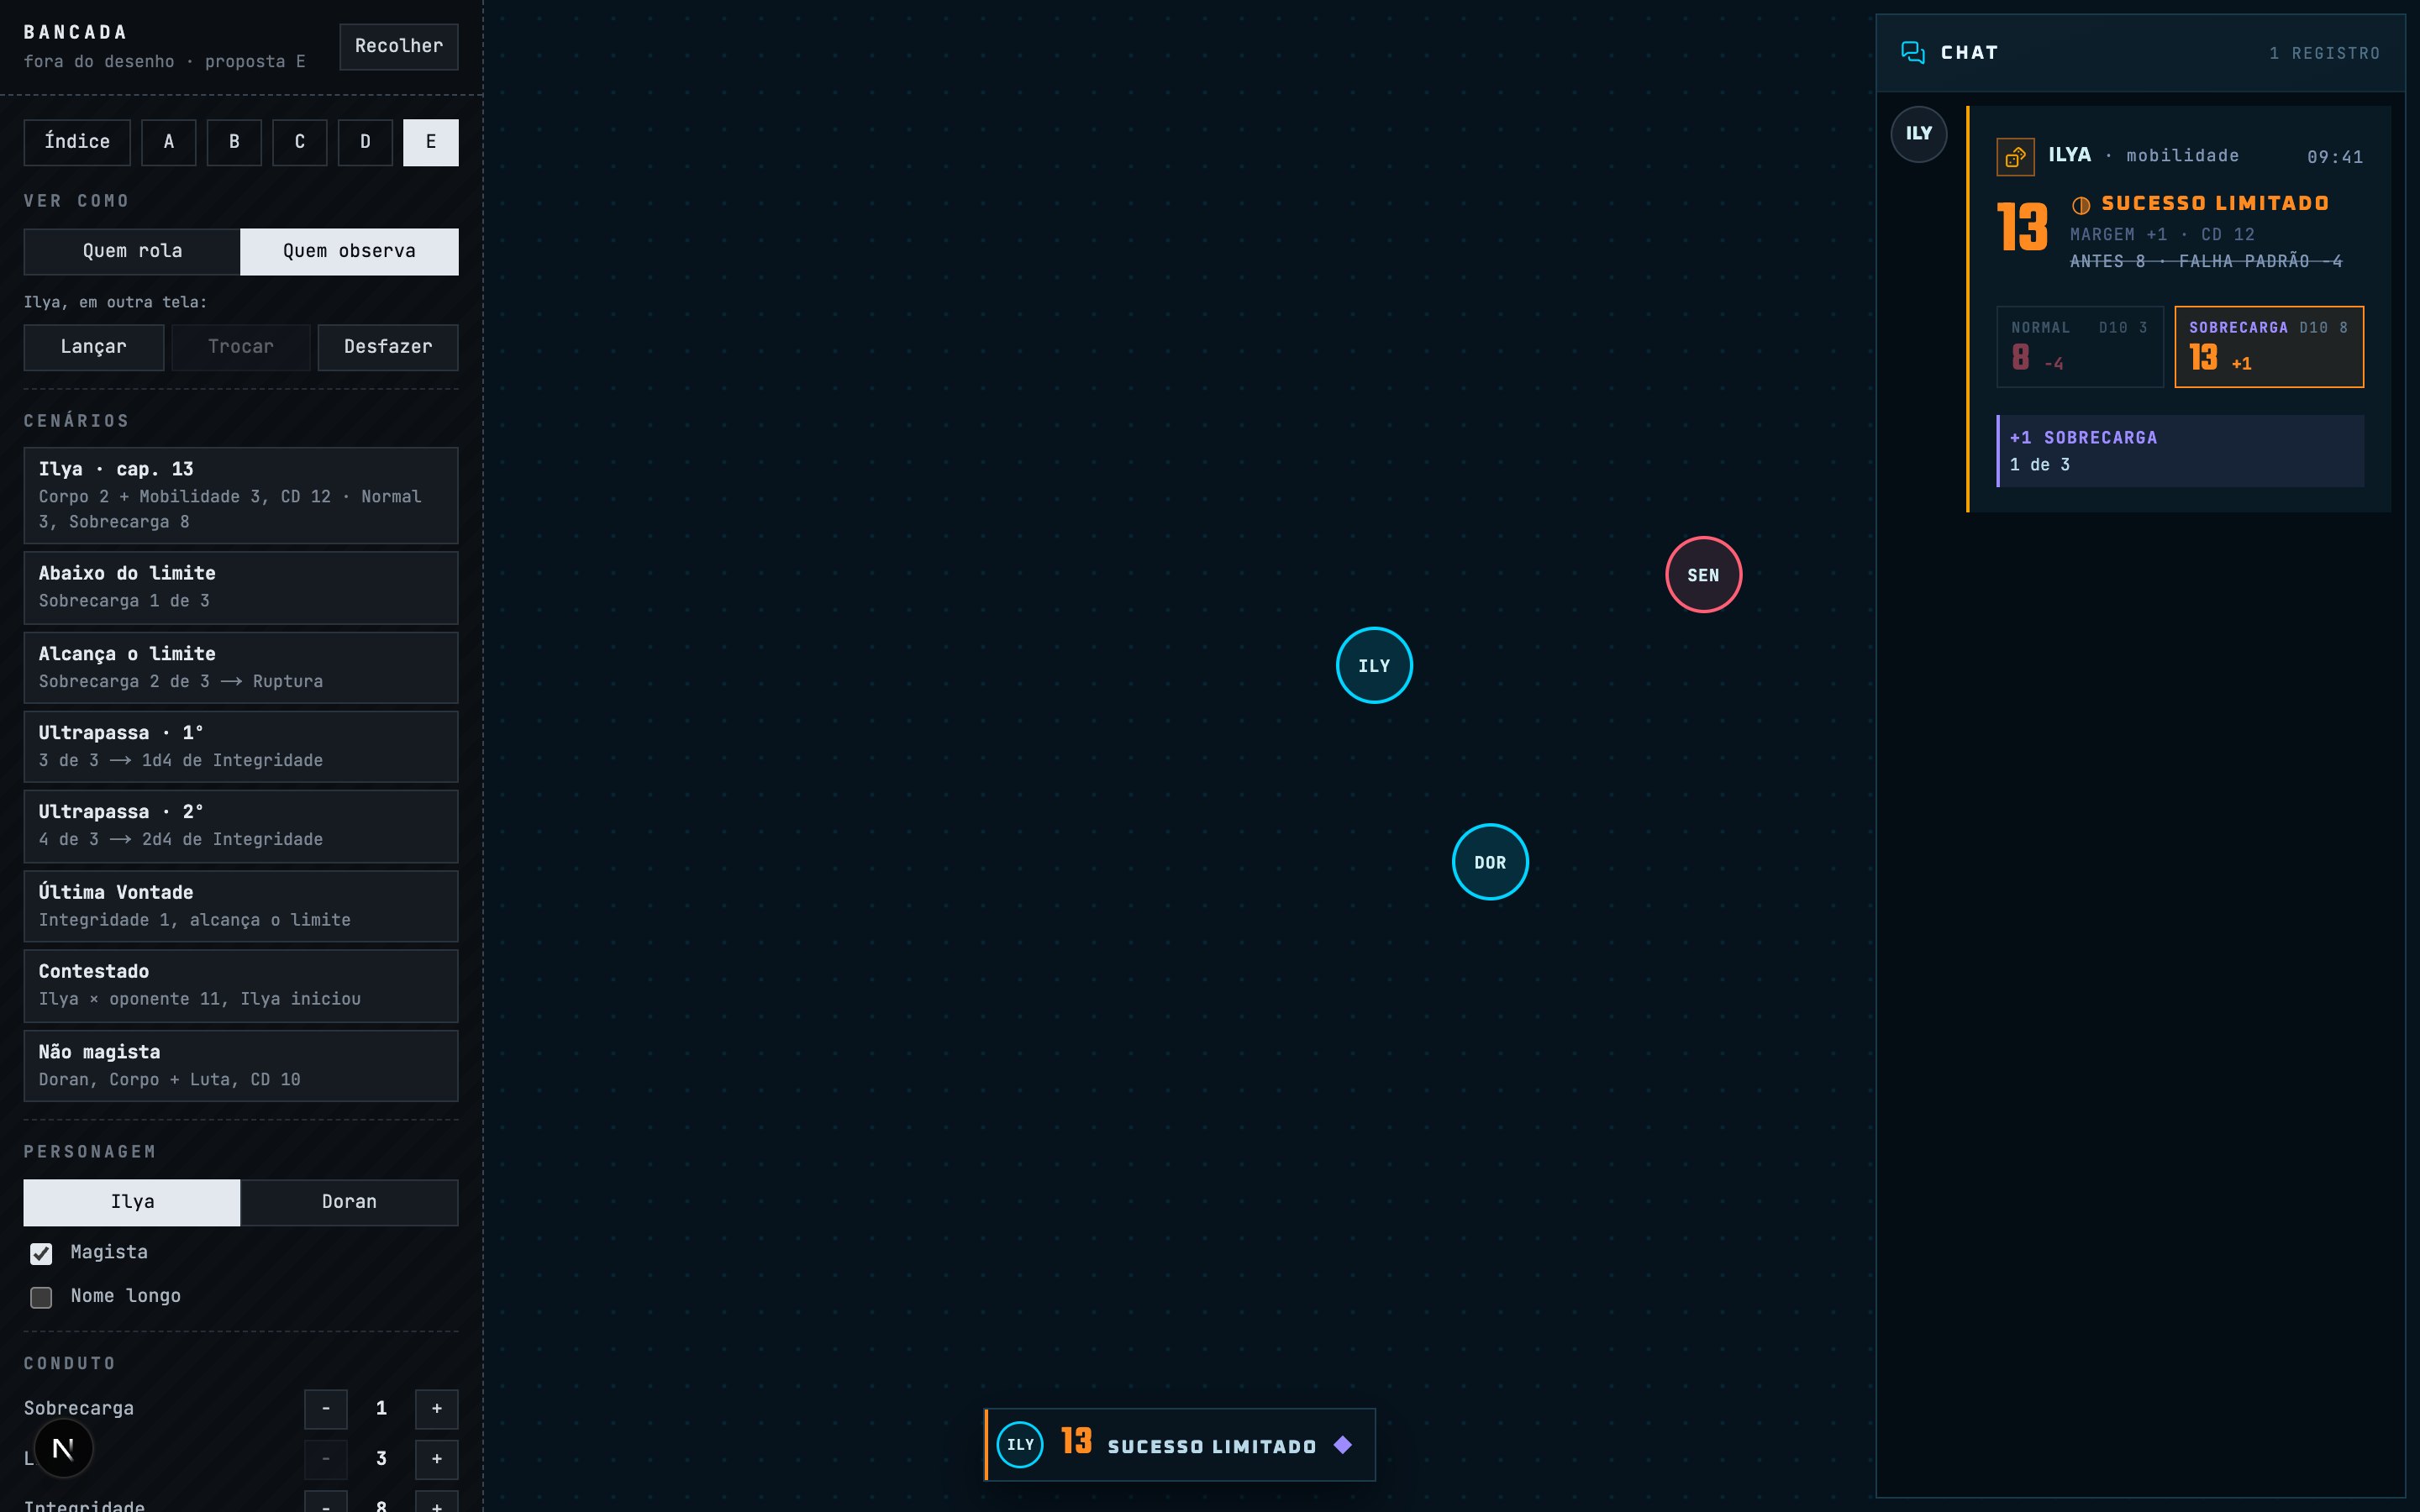 BANCADA
fora do desenho · proposta E
Recolher
Índice
A
B
C
D
E
VER COMO
Quem rola
Quem observa
Ilya, em outra tela:
Lançar
Trocar
Desfazer
CENÁRIOS
Ilya · cap. 13
Corpo 2 + Mobilidade 3, CD 12 · Normal
3, Sobrecarga 8
Abaixo do limite
Sobrecarga 1 de 3
Alcança o limite
Sobrecarga 2 de 3 → Ruptura
Ultrapassa · 1°
3 de 3 → 1d4 de Integridade
Ultrapassa · 2°
4 de 3 → 2d4 de Integridade
Última Vontade
Integridade 1, alcança o limite
Contestado
Ilya × oponente 11, Ilya iniciou
Não magista
Doran, Corpo + Luta, CD 10
PERSONAGEM
Ilya
Doran
Magista
Nome longo
CONDUTO
Sobrecarga
- 1 +
L
- 3 +
Integridade
- 8 +
N
SEN
ILY
DOR
ILY 13 SUCESSO LIMITADO
CHAT
1 REGISTRO
ILY
ILYA · mobilidade
09:41
13
SUCESSO LIMITADO
MARGEM +1 · CD 12
ANTES 8 · FALHA PADRÃO -4
NORMAL D10 3
8 -4
SOBRECARGA D10 8
13 +1
+1 SOBRECARGA
1 de 3